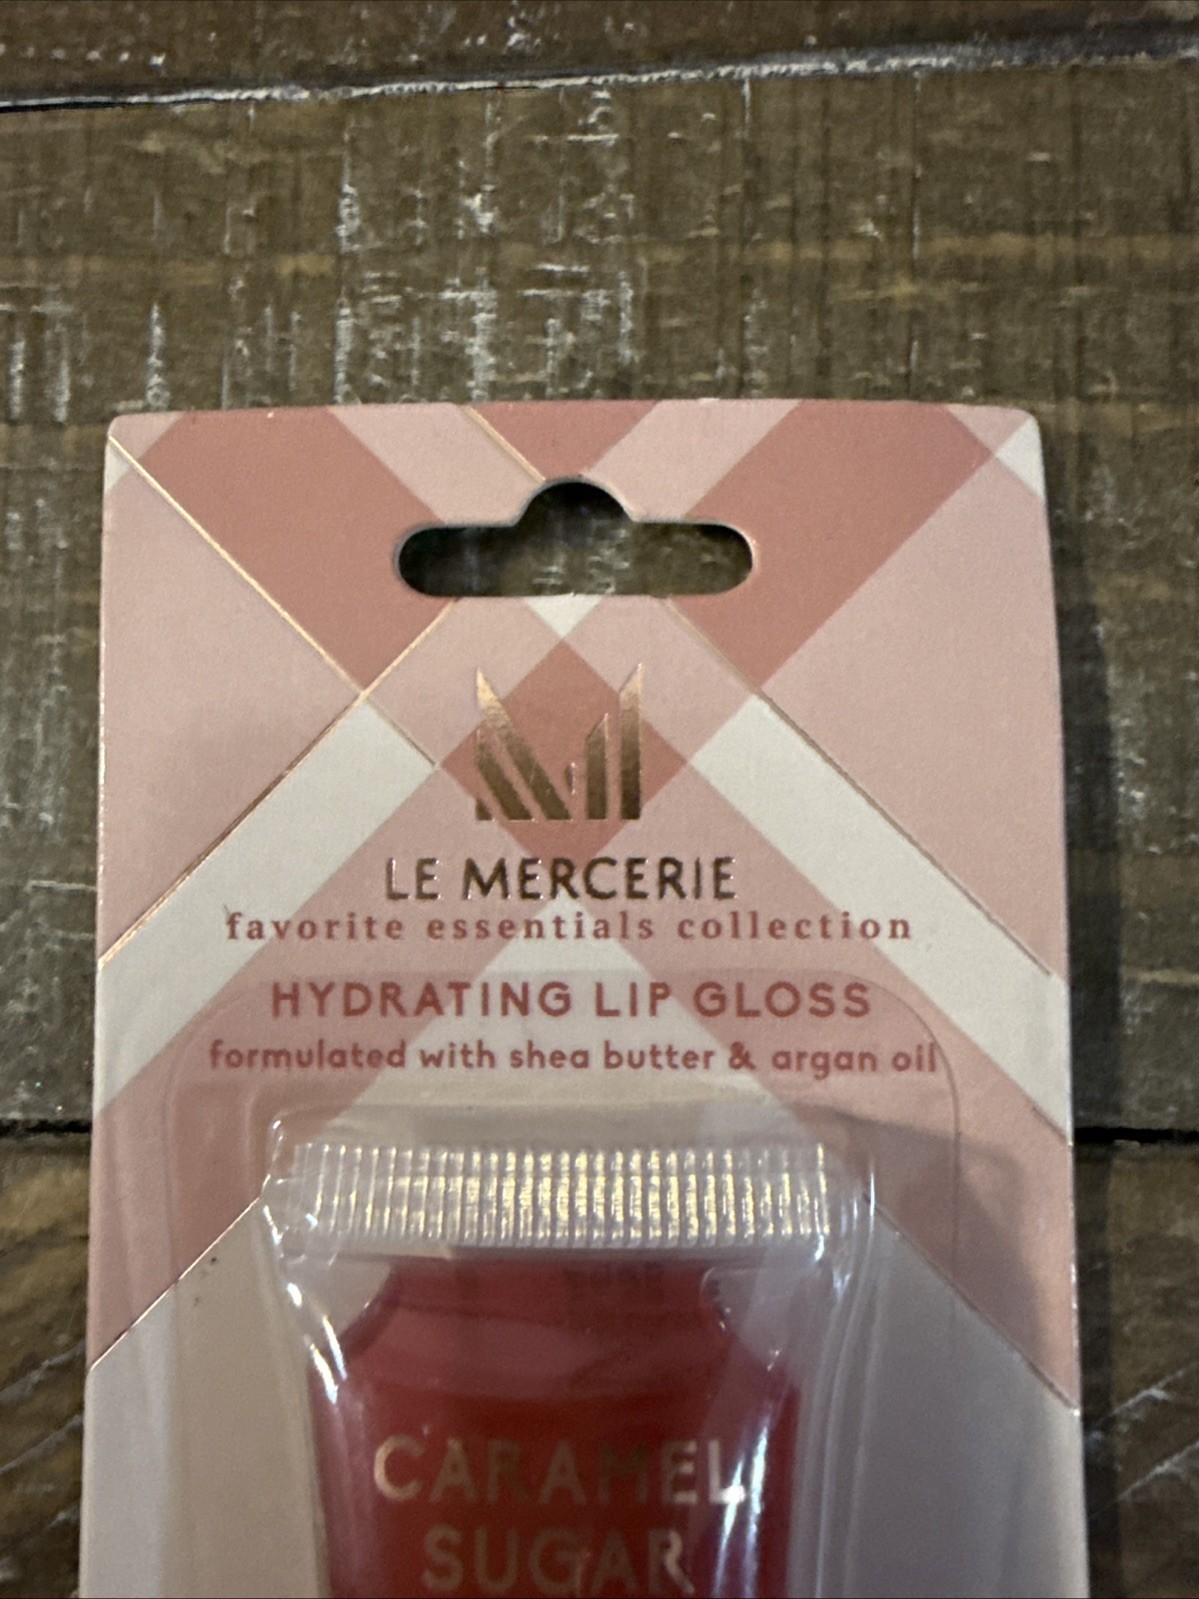 LE MERCERIE
favorite essentials collection
HYDRATING LIP GLOSS
formulated with shea butter & argan oil
CARAMEL
SUGAR